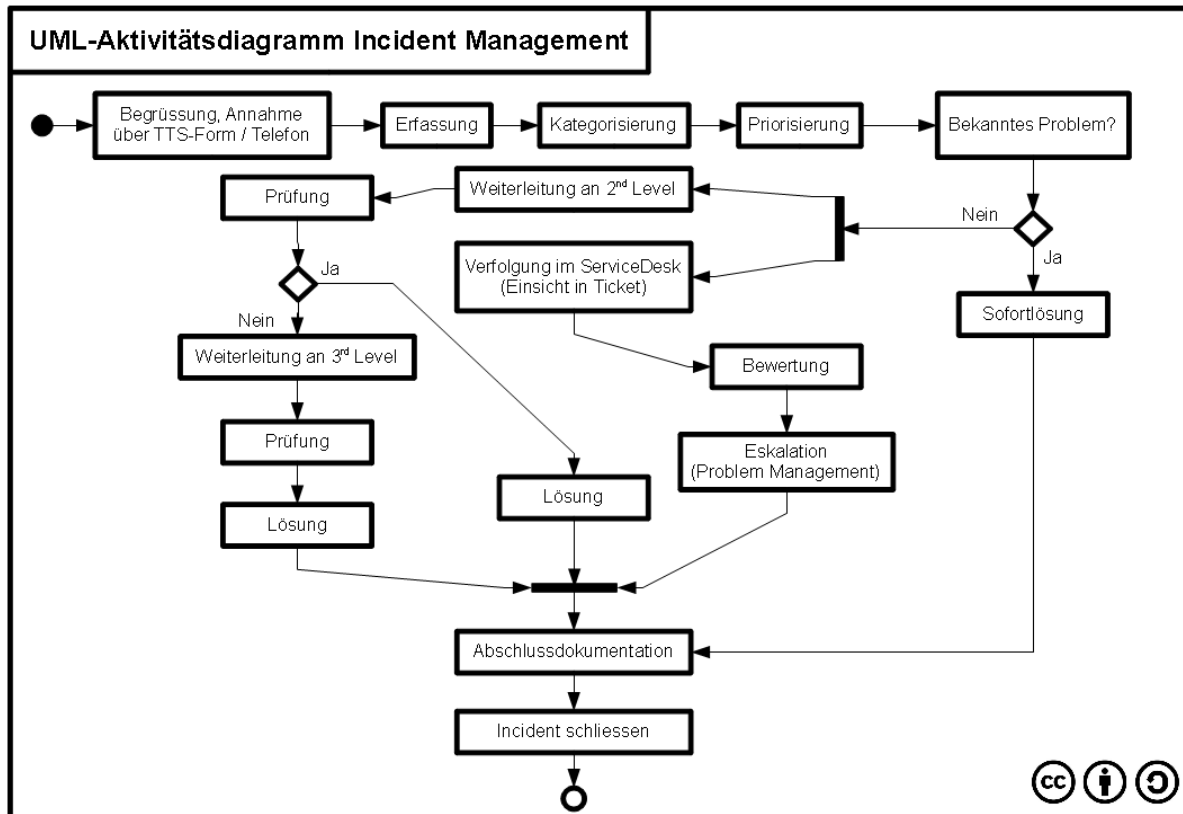 UML-Aktivitätsdiagramm Incident Management
Begrüssung, Annahme
über TTS-Form / Telefon
Erfassung
Kategorisierung
Priorisierung
Bekanntes Problem?
Nein
Ja
Sofortlösung
Weiterleitung an 2nd Level
Prüfung
Ja
Nein
Verfolgung im ServiceDesk
(Einsicht in Ticket)
Weiterleitung an 3rd Level
Bewertung
Prüfung
Eskalation
(Problem Management)
Lösung
Lösung
Abschlussdokumentation
Incident schliessen
cc